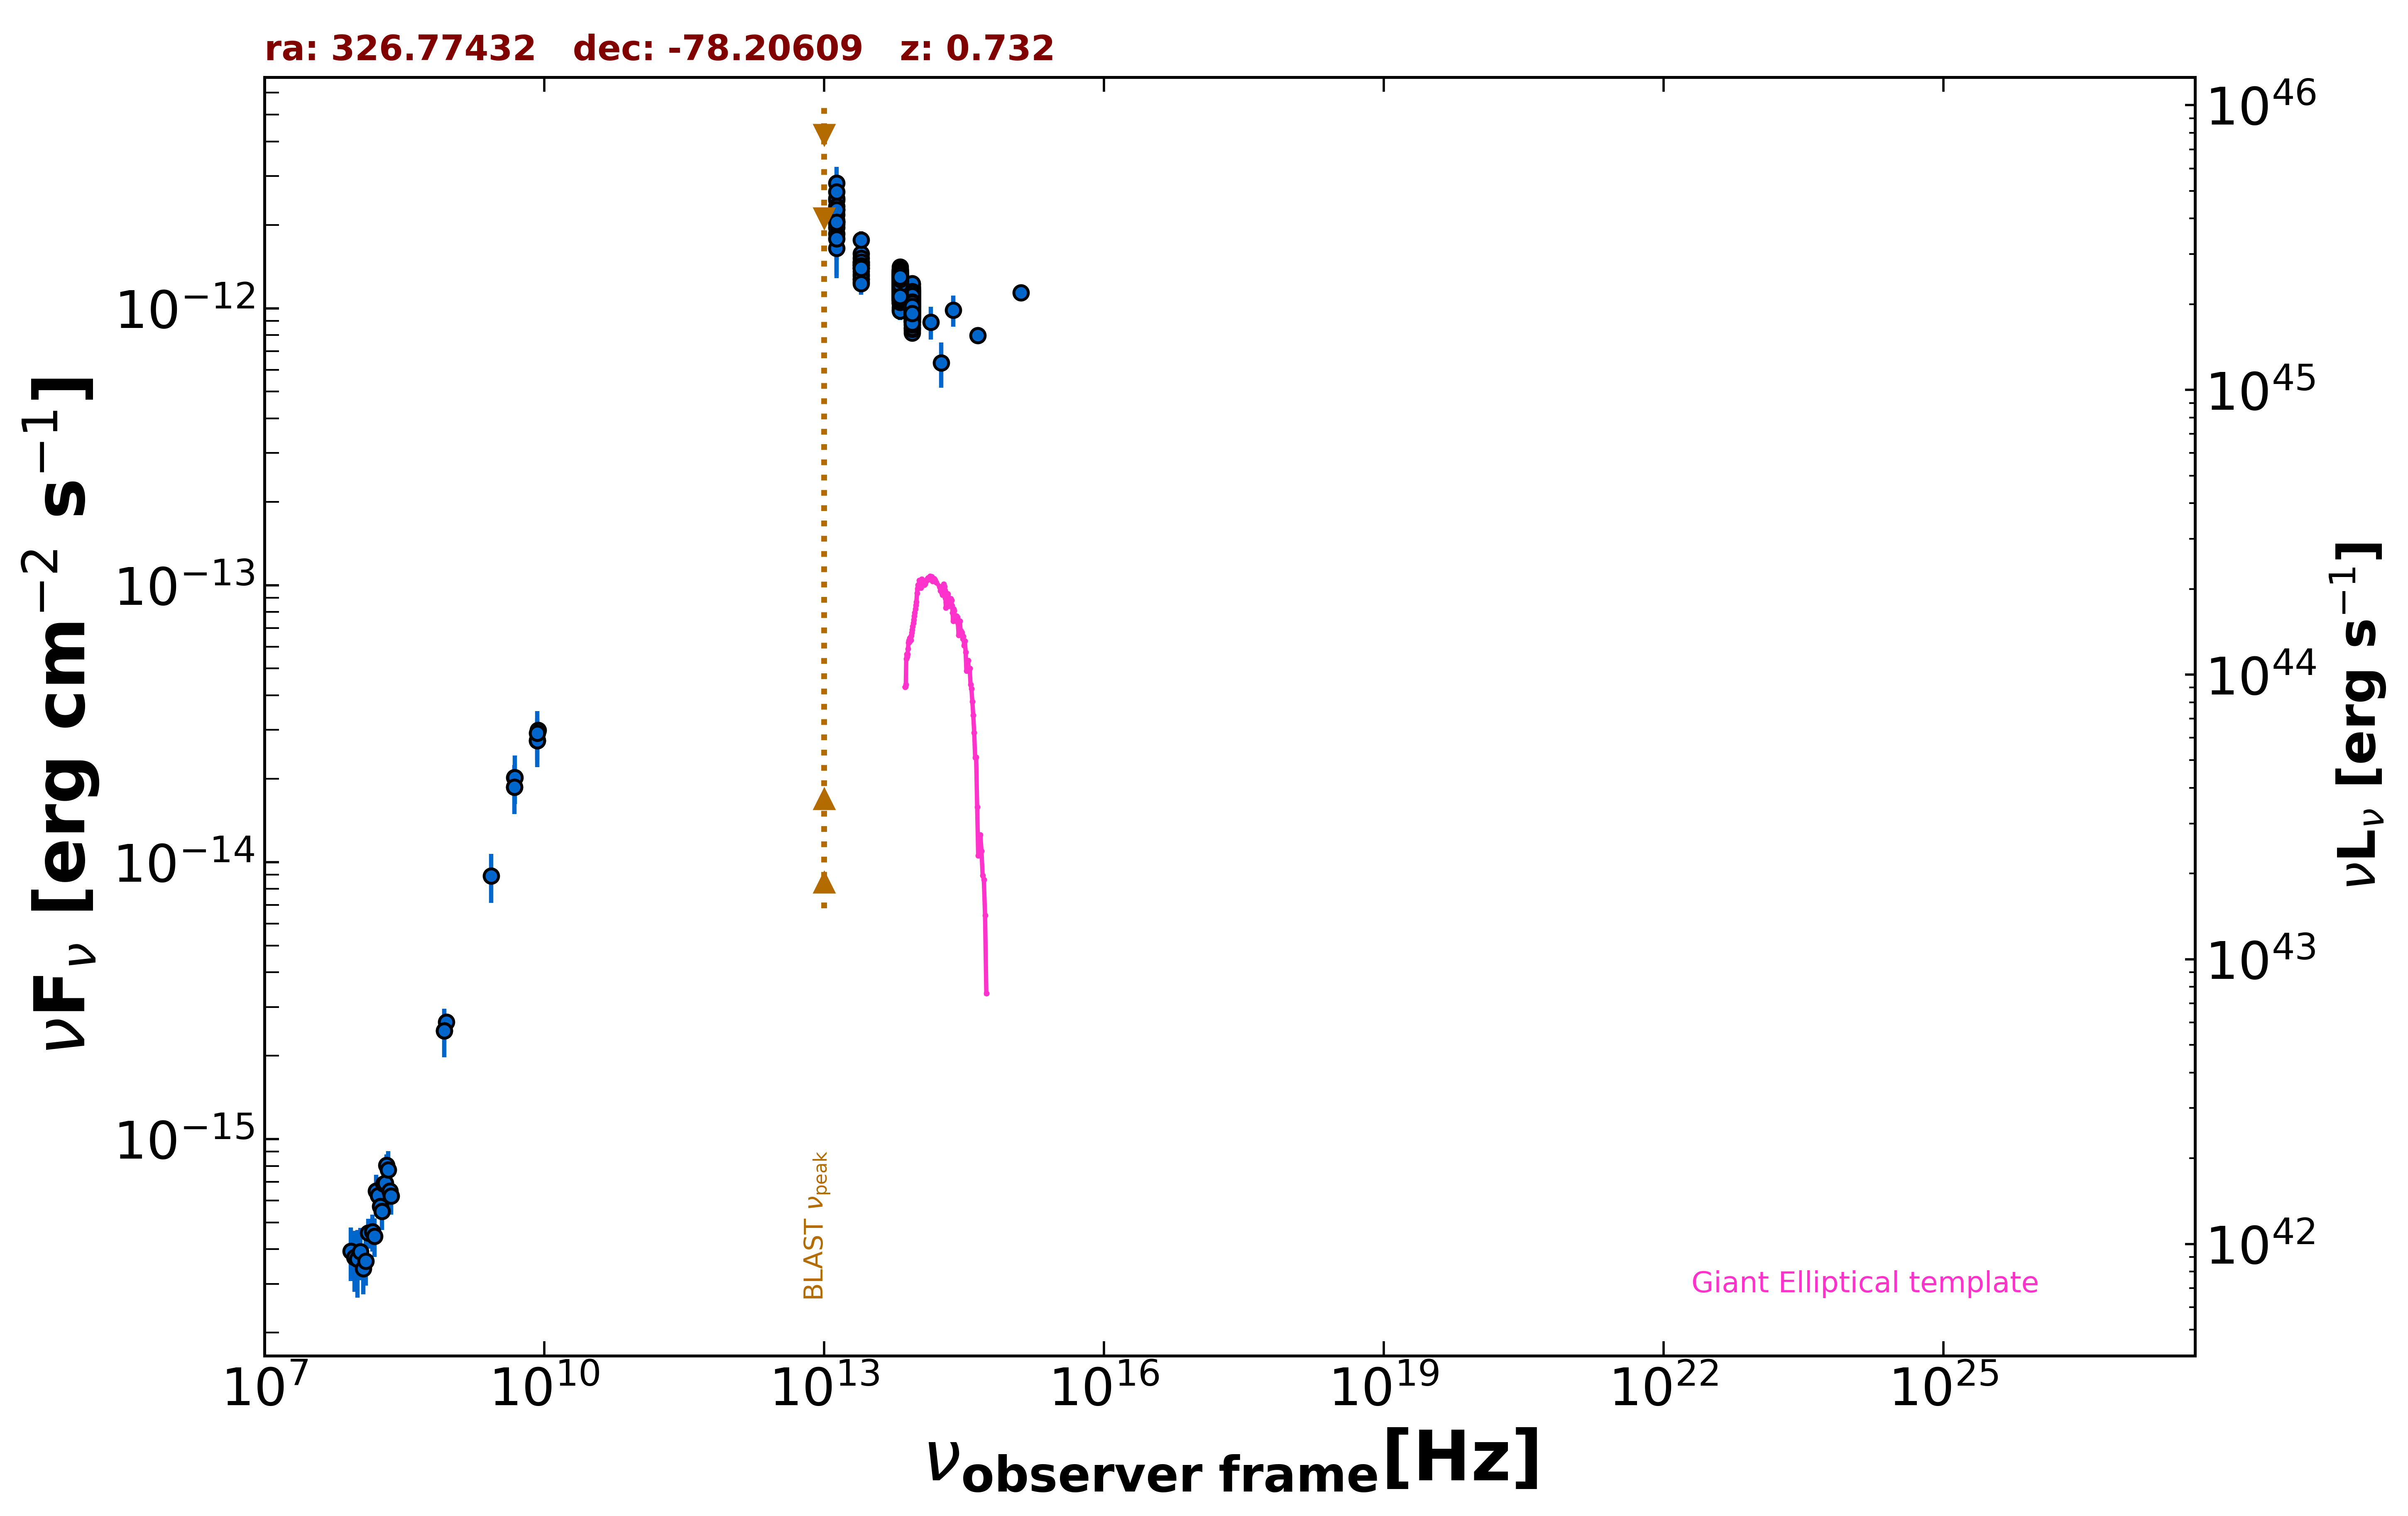 ra: 326.77432 dec: -78.20609 z: 0.732
10^46
10^45
10^44
10^43
10^42
νL_ν [erg s^−1]
10^−12
10^−13
10^−14
10^−15
νF_ν [erg cm^−2 s^−1]
BLAST ν_peak
Giant Elliptical template
10^7 10^10 10^13 10^16 10^19 10^22 10^25
ν_observer frame [Hz]